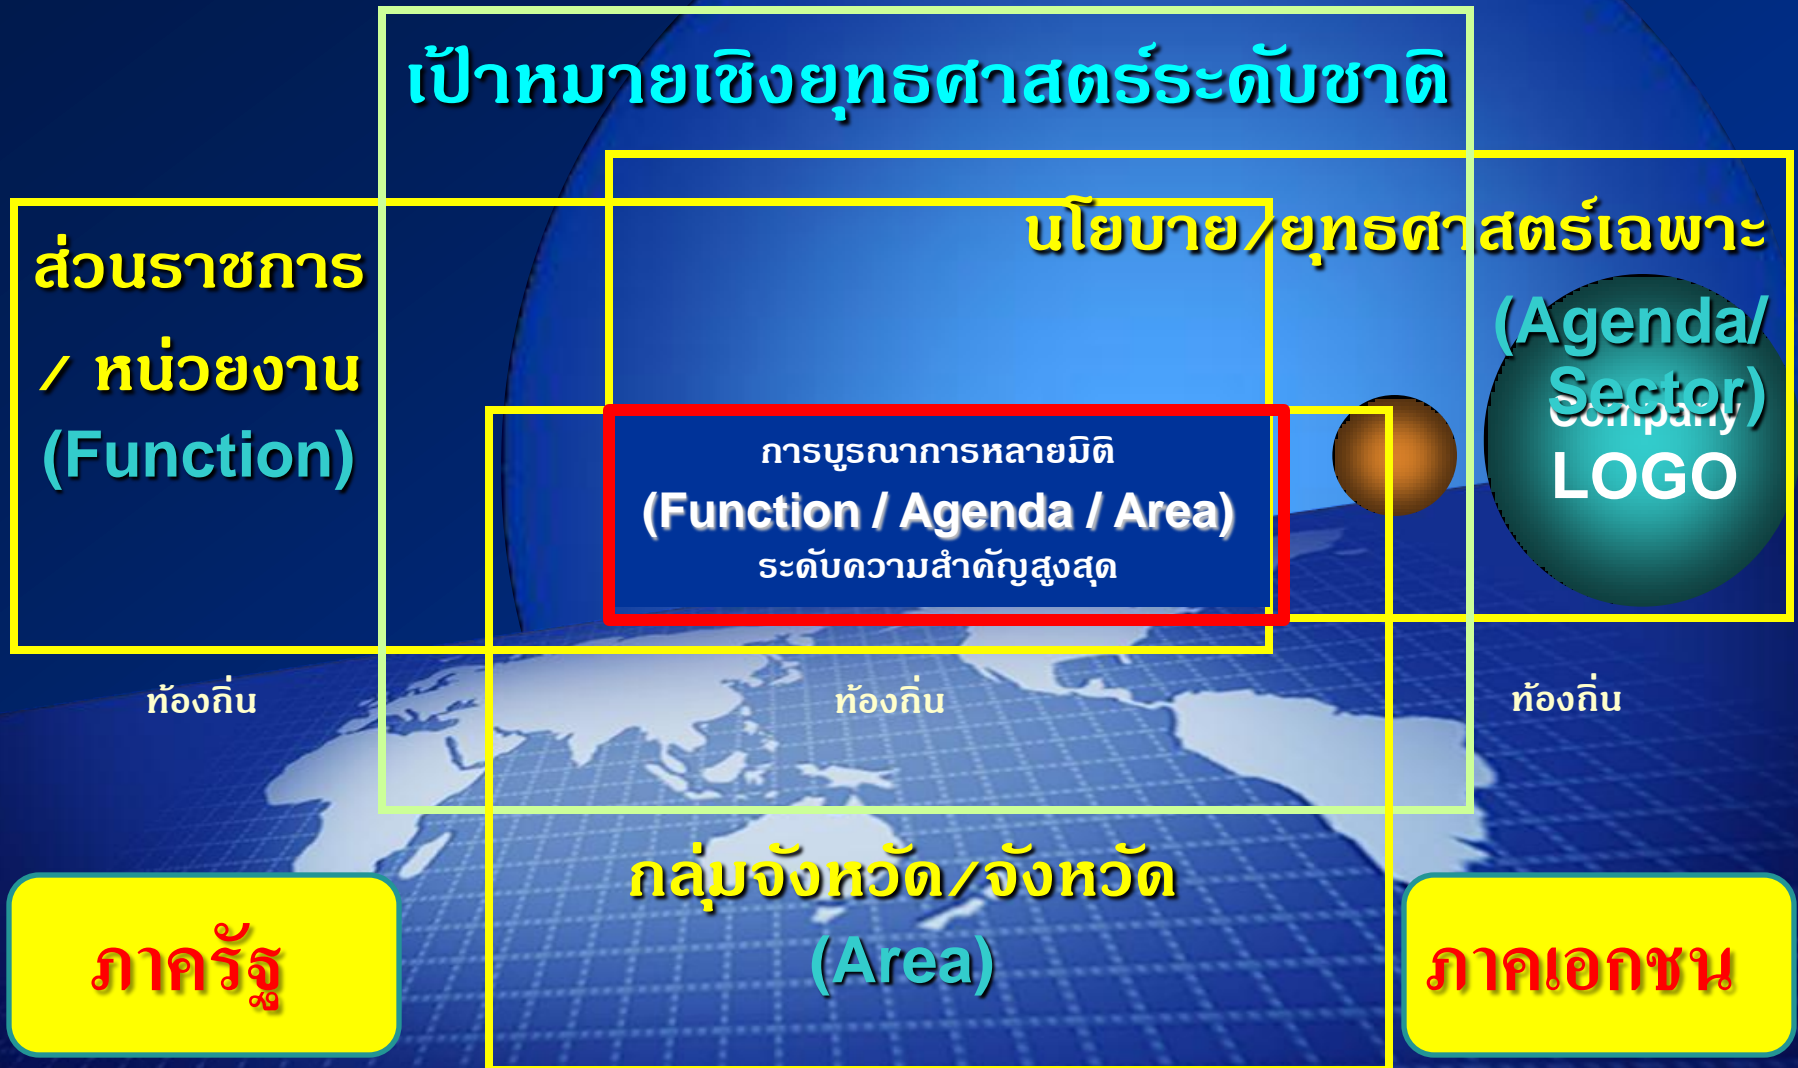 เป้าหมายเชิงยุทธศาสตร์ระดับชาติ
นโยบาย/ยุทธศาสตร์เฉพาะ
(Agenda/
Sector)
ส่วนราชการ
/ หน่วยงาน
(Function)
Company
LOGO
การบูรณาการหลายมิติ
(Function / Agenda / Area)
ระดับความสำคัญสูงสุด
ท้องถิ่น
ท้องถิ่น
ท้องถิ่น
กลุ่มจังหวัด/จังหวัด
(Area)
ภาครัฐ
ภาคเอกชน